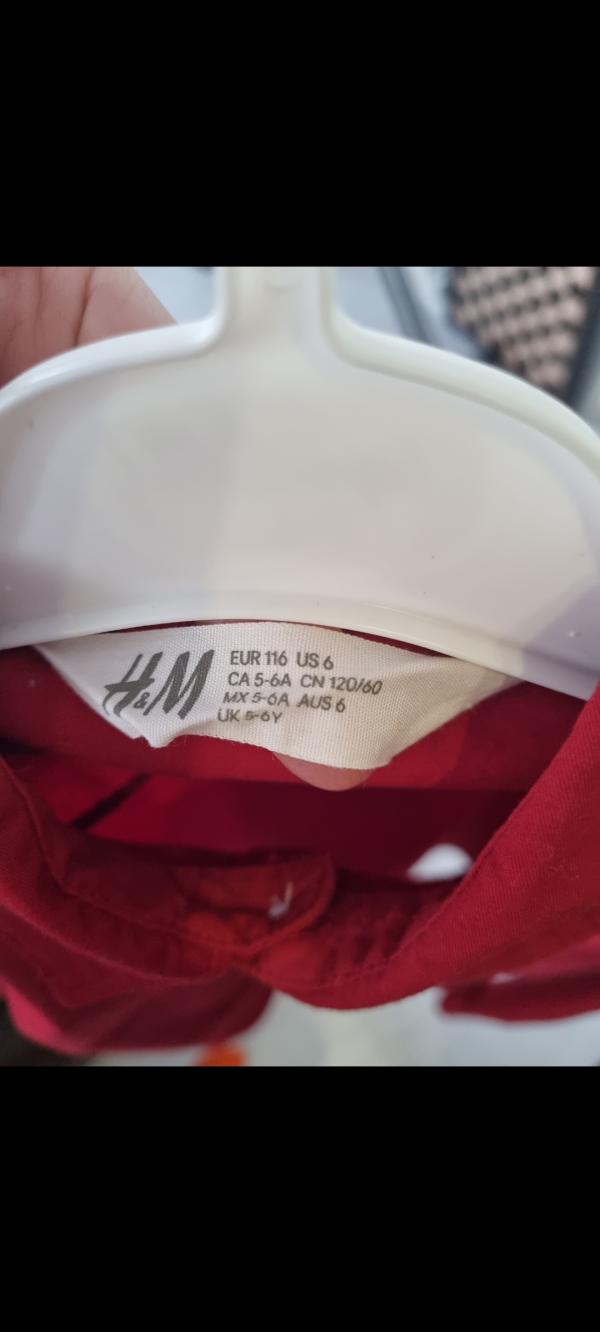 H&M
EUR 116 US 6
CA 5-6A CN 120/60
MX 5-6A AUS 6
UK 5-6Y